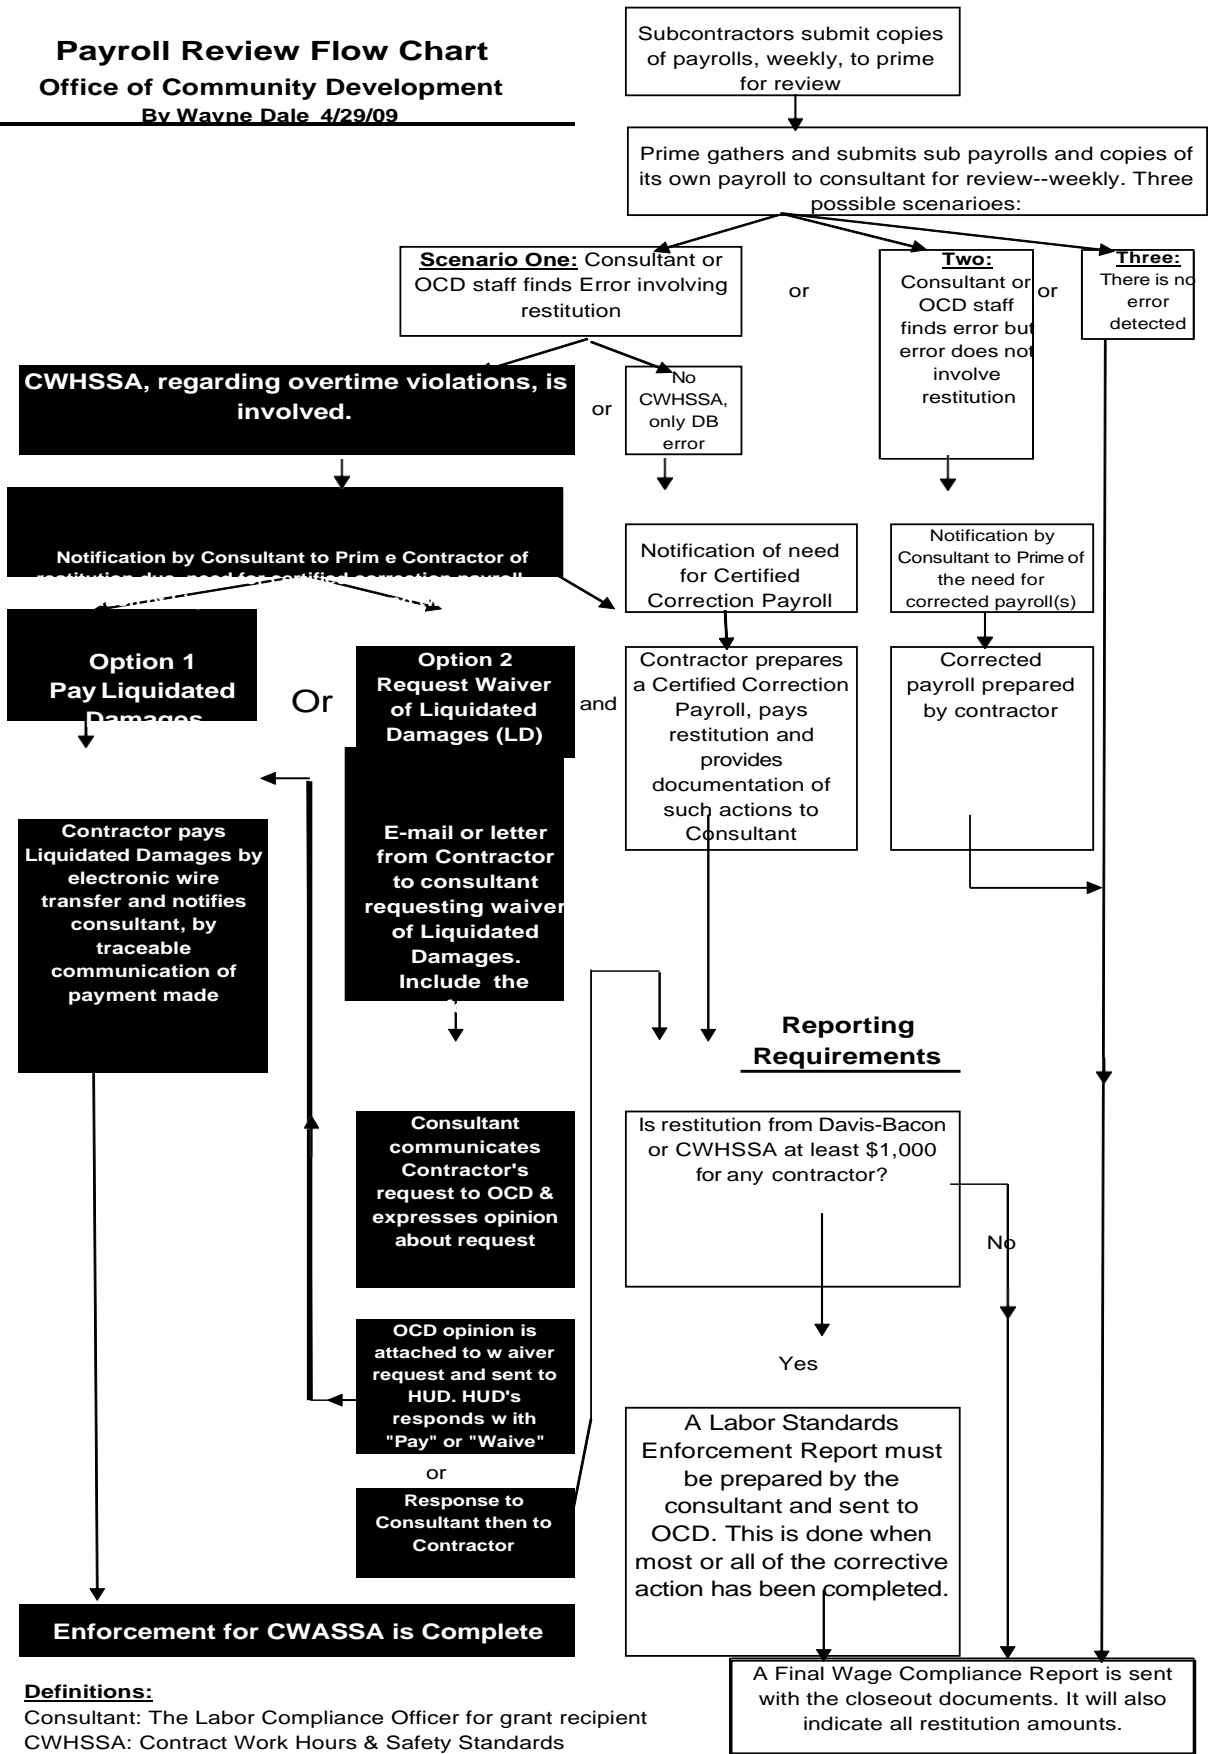 Payroll Review Flow Chart
Office of Community Development
By Wayne Dale 4/29/09
Subcontractors submit copies
of payrolls, weekly, to prime
for review
Prime gathers and submits sub payrolls and copies of
its own payroll to consultant for review--weekly. Three
possible scenarioes:
Scenario One: Consultant or
OCD staff finds Error involving
restitution
or
Two:
Consultant or
OCD staff
finds error but
error does not
involve
restitution
or
Three:
There is no
error
detected
CWHSSA, regarding overtime violations, is
involved.
or
No
CWHSSA,
only DB
error
Notification by Consultant to Prim e Contractor of
restitution due, need for certified correction payroll
Notification of need
for Certified
Correction Payroll
Notification by
Consultant to Prime of
the need for
corrected payroll(s)
Option 1
Pay Liquidated
Damages
Or
Option 2
Request Waiver
of Liquidated
Damages (LD)
and
Contractor prepares
a Certified Correction
Payroll, pays
restitution and
provides
documentation of
such actions to
Consultant
Corrected
payroll prepared
by contractor
Contractor pays
Liquidated Damages by
electronic wire
transfer and notifies
consultant, by
traceable
communication of
payment made
E-mail or letter
from Contractor
to consultant
requesting waiver
of Liquidated
Damages.
Include the
Reporting
Requirements
Consultant
communicates
Contractor's
request to OCD &
expresses opinion
about request
Is restitution from Davis-Bacon
or CWHSSA at least $1,000
for any contractor?
No
Yes
OCD opinion is
attached to w aiver
request and sent to
HUD. HUD's
responds w ith
"Pay" or "Waive"
or
Response to
Consultant then to
Contractor
A Labor Standards
Enforcement Report must
be prepared by the
consultant and sent to
OCD. This is done when
most or all of the corrective
action has been completed.
Enforcement for CWASSA is Complete
A Final Wage Compliance Report is sent
with the closeout documents. It will also
indicate all restitution amounts.
Definitions:
Consultant: The Labor Compliance Officer for grant recipient
CWHSSA: Contract Work Hours & Safety Standards